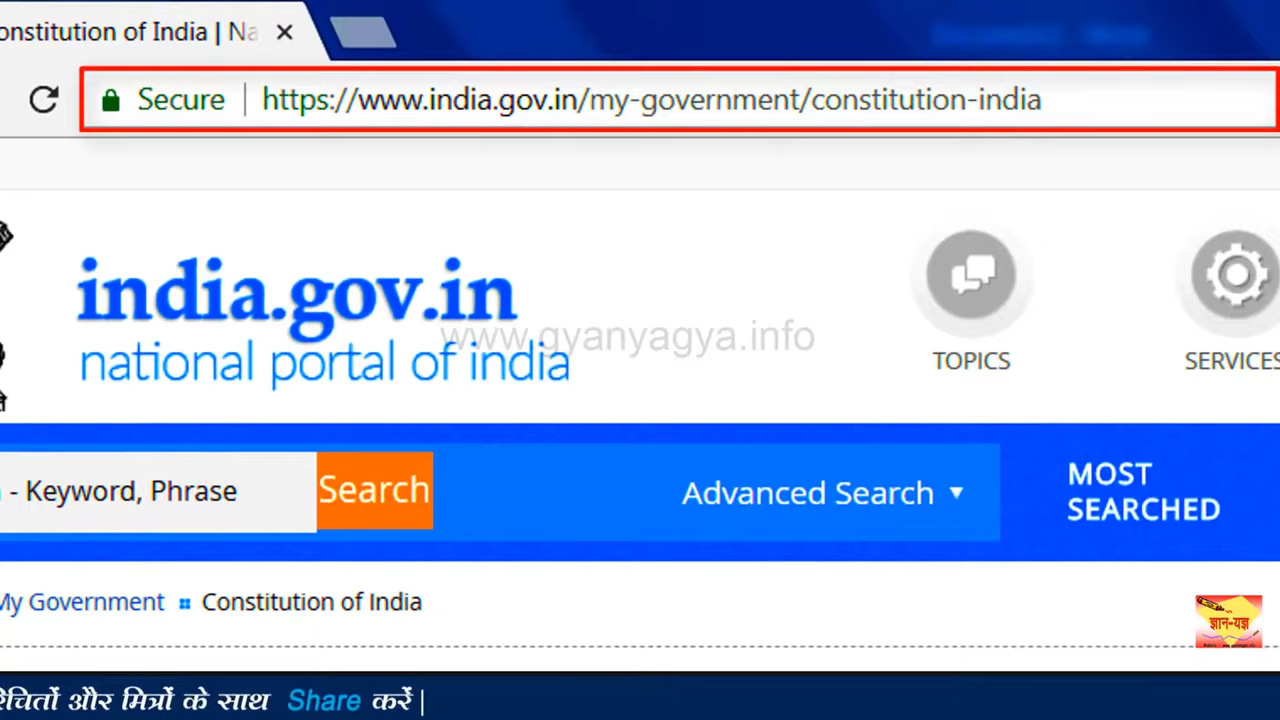 onstitution of India | Na
Secure https://www.india.gov.in/my-government/constitution-india
india.gov.in
national portal of india
www.gyanyagya.info
TOPICS
SERVICES
- Keyword, Phrase
Search
Advanced Search
MOST
SEARCHED
My Government
Constitution of India
ज्ञान-यज्ञ
रिचितों और मित्रों के साथ Share करें |